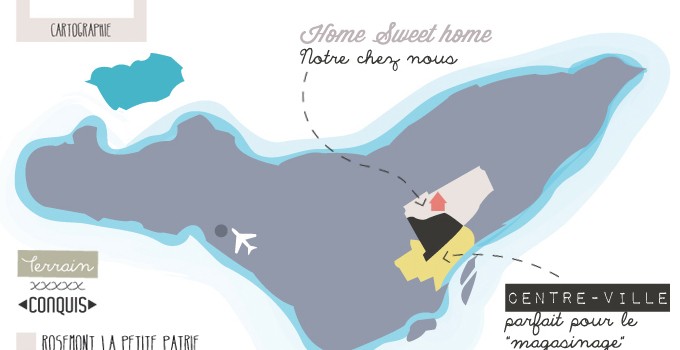 CARTOGRAPHIE
Home Sweet home
Notre chez nous
Terrain
xxxxx
CONQUIS
CENTRE-VILLE
parfait pour le
"magasinage"
ROSEMONT LA PETITE PATRIE